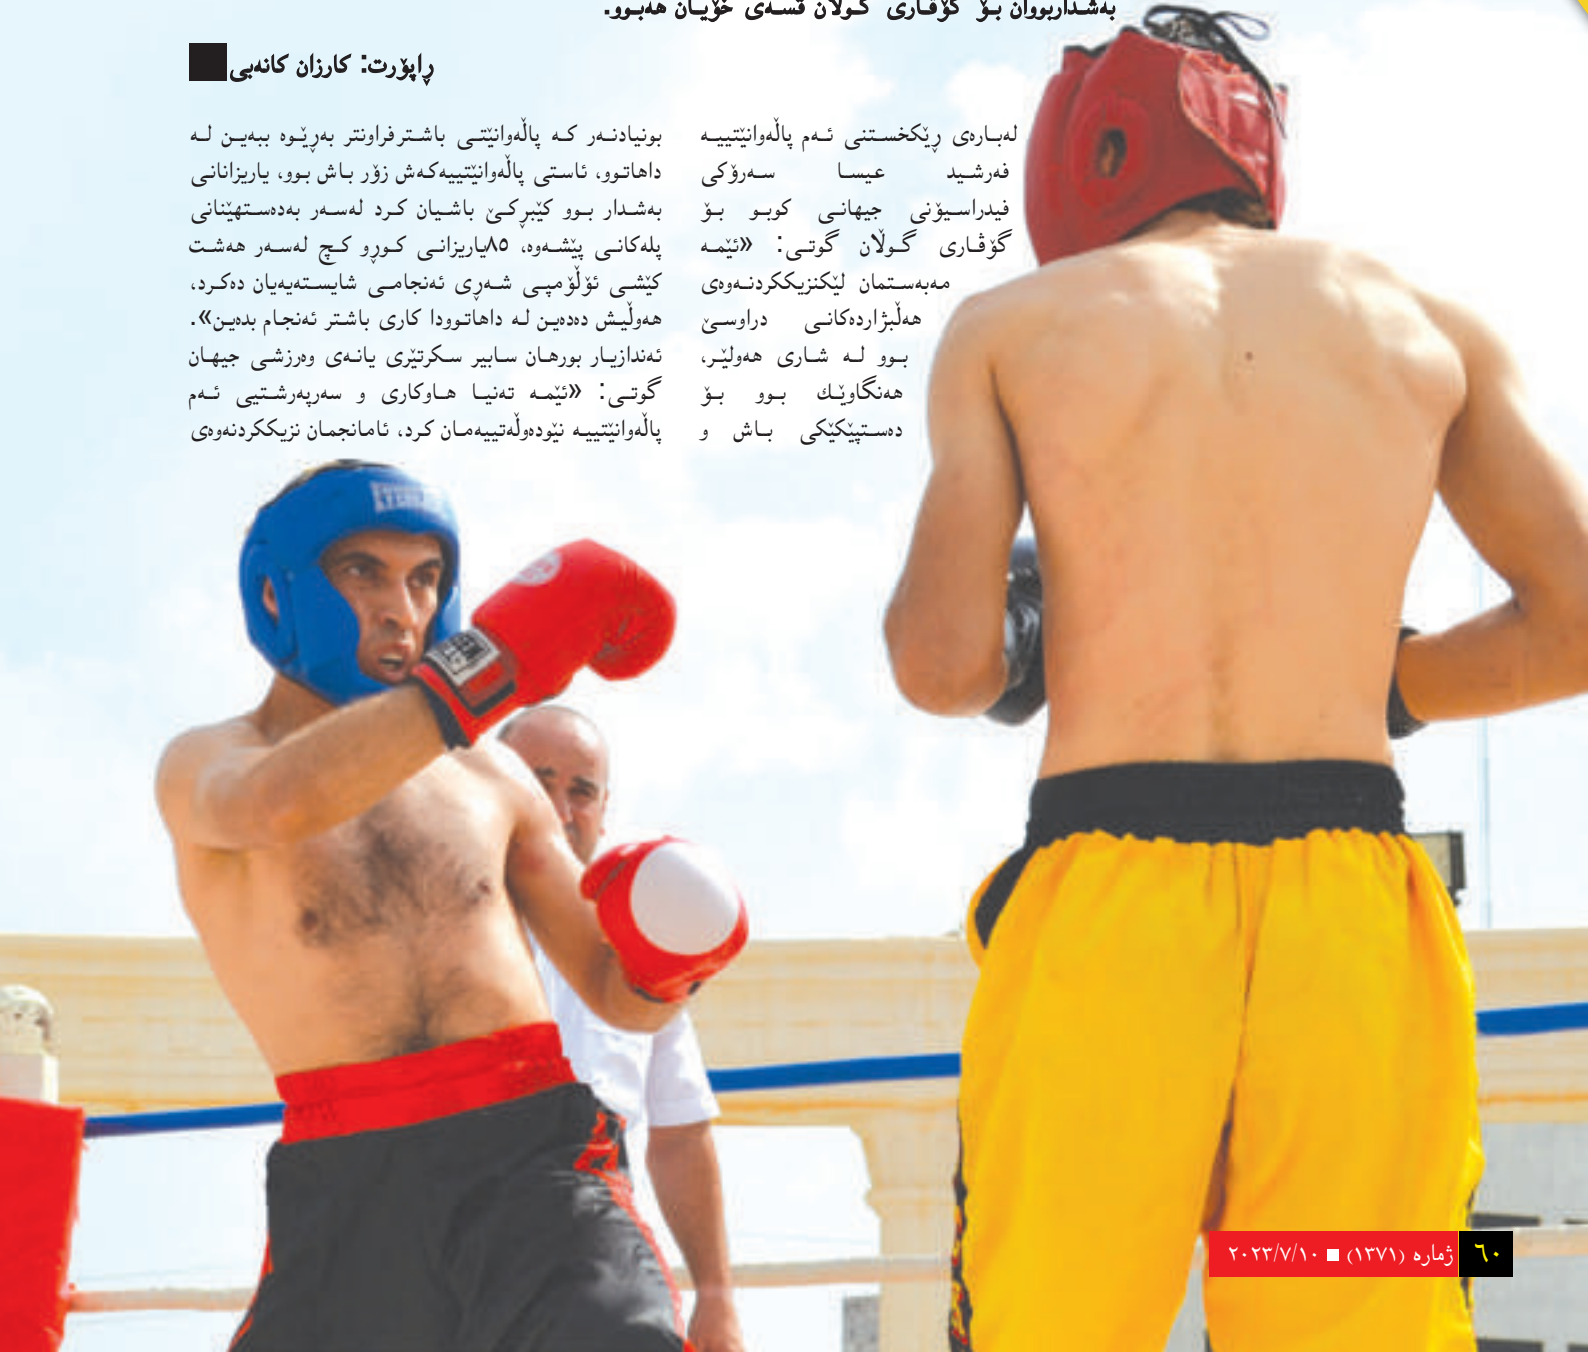 بەشداربووان بۆ گۆڤاری گوڵان قسەی خۆیان هەبوو.
ڕاپۆرت: کارزان کانەبی
لەبارەی ڕێکخستنی ئەم پاڵەوانێتییە
فەرشید عیسا سەرۆکی
فیدراسیۆنی جیهانی کوبو بۆ
گۆڤاری گوڵان گوتی: «ئێمە
مەبەستمان لێکنزیککردنەوەی
هەڵبژاردەکانی دراوسێ
بوو لە شاری هەولێر،
هەنگاوێك بوو بۆ
دەستپێکێکی باش و
بونیادنەر کە پاڵەوانێتی باشترفراونتر بەڕێوە ببەین لە
داهاتوو، ئاستی پاڵەوانێتییەکەش زۆر باش بوو، یاریزانانی
بەشدار بوو کێبڕکێ باشیان کرد لەسەر بەدەستهێنانی
پلەکانی پێشەوە، ٨٥یاریزانی کوڕو کچ لەسەر هەشت
کێشی ئۆڵۆمپی شەڕی ئەنجامی شایستەیەیان دەکرد،
هەوڵیش دەدەین لە داهاتوودا کاری باشتر ئەنجام بدەین».
ئەندازیار بورهان سابیر سکرتێری یانەی وەرزشی جیهان
گوتی: «ئێمە تەنیا هاوکاری و سەرپەرشتیی ئەم
پاڵەوانێتییە نێودەوڵەتییەمان کرد، ئامانجمان نزیککردنەوەی
٦٠ ژمارە (١٣٧١) ٢٠٢٣/٧/١٠